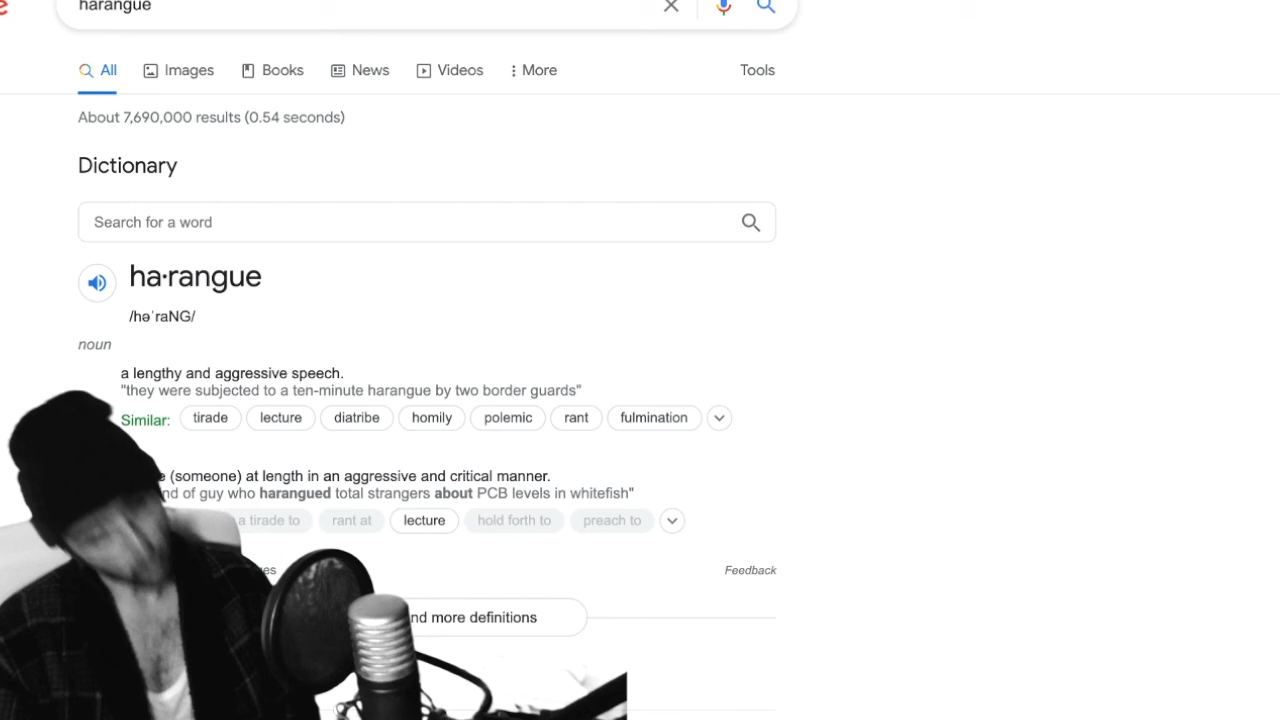 harangue
All Images Books News Videos More Tools
About 7,690,000 results (0.54 seconds)
Dictionary
Search for a word
ha·rangue
/həˈraNG/
noun
a lengthy and aggressive speech.
"they were subjected to a ten-minute harangue by two border guards"
Similar: tirade lecture diatribe homily polemic rant fulmination
(someone) at length in an aggressive and critical manner.
of guy who harangued total strangers about PCB levels in whitefish"
a tirade to rant at lecture hold forth to preach to
Feedback
more definitions